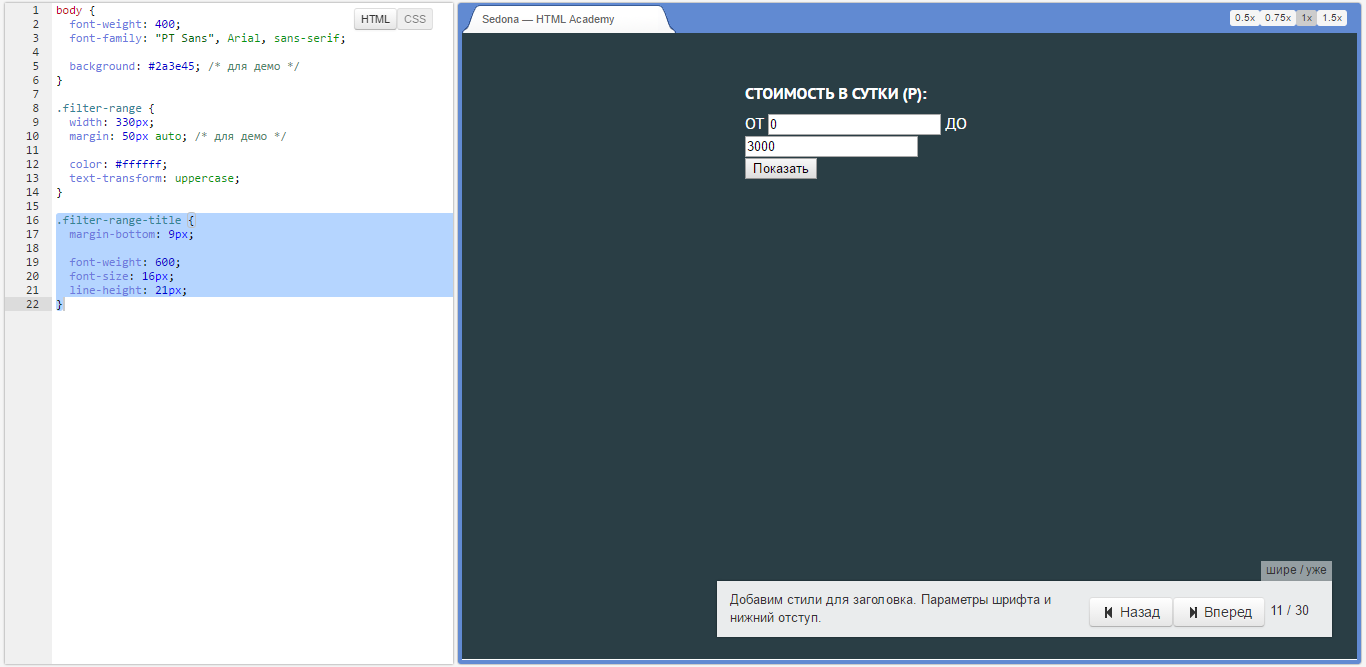 HTML CSS
1 body {
2   font-weight: 400;
3   font-family: "PT Sans", Arial, sans-serif;
4
5   background: #2a3e45; /* для демо */
6 }
7
8 .filter-range {
9   width: 330px;
10   margin: 50px auto; /* для демо */
11
12   color: #ffffff;
13   text-transform: uppercase;
14 }
15
16 .filter-range-title {
17   margin-bottom: 9px;
18
19   font-weight: 600;
20   font-size: 16px;
21   line-height: 21px;
22 }
Sedona — HTML Academy
0.5x 0.75x 1x 1.5x
СТОИМОСТЬ В СУТКИ (Р):
ОТ 0 ДО
3000
Показать
шире / уже
Добавим стили для заголовка. Параметры шрифта и
нижний отступ.
Назад Вперед 11 / 30